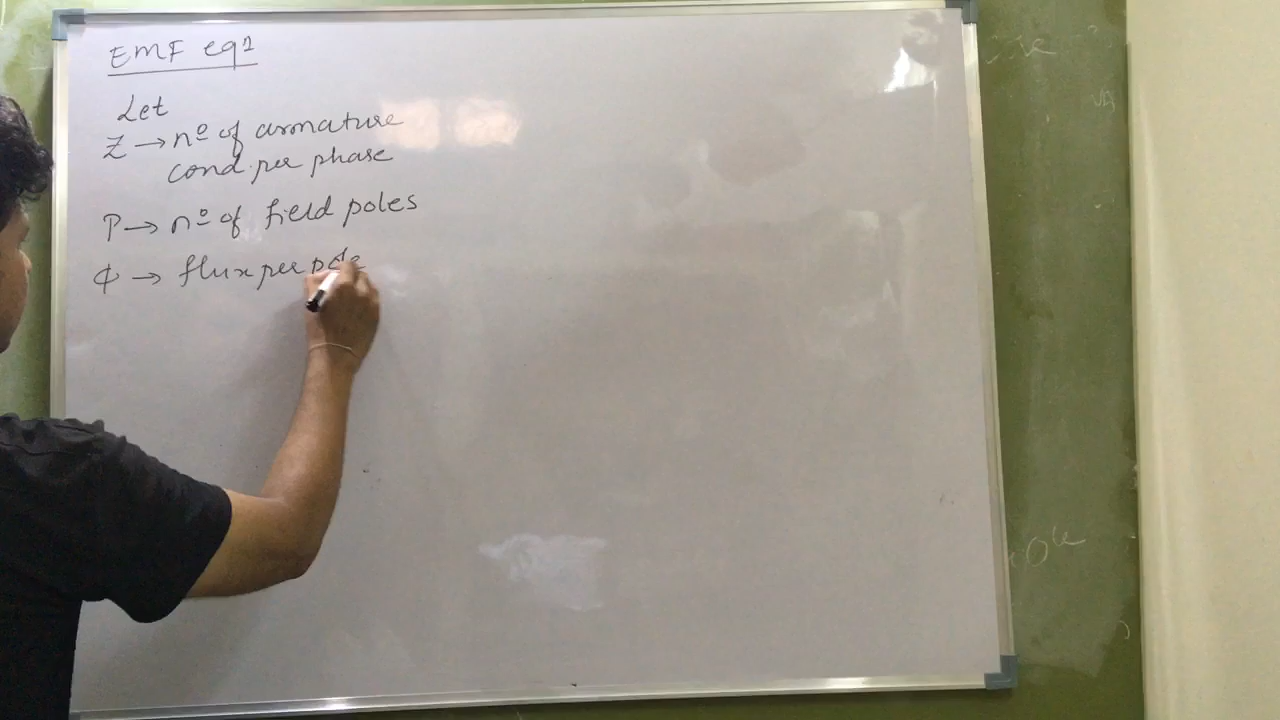 EMF eqn
Let
Z → nº of armature
cond. per phase
P → nº of field poles
Φ → flux per pole